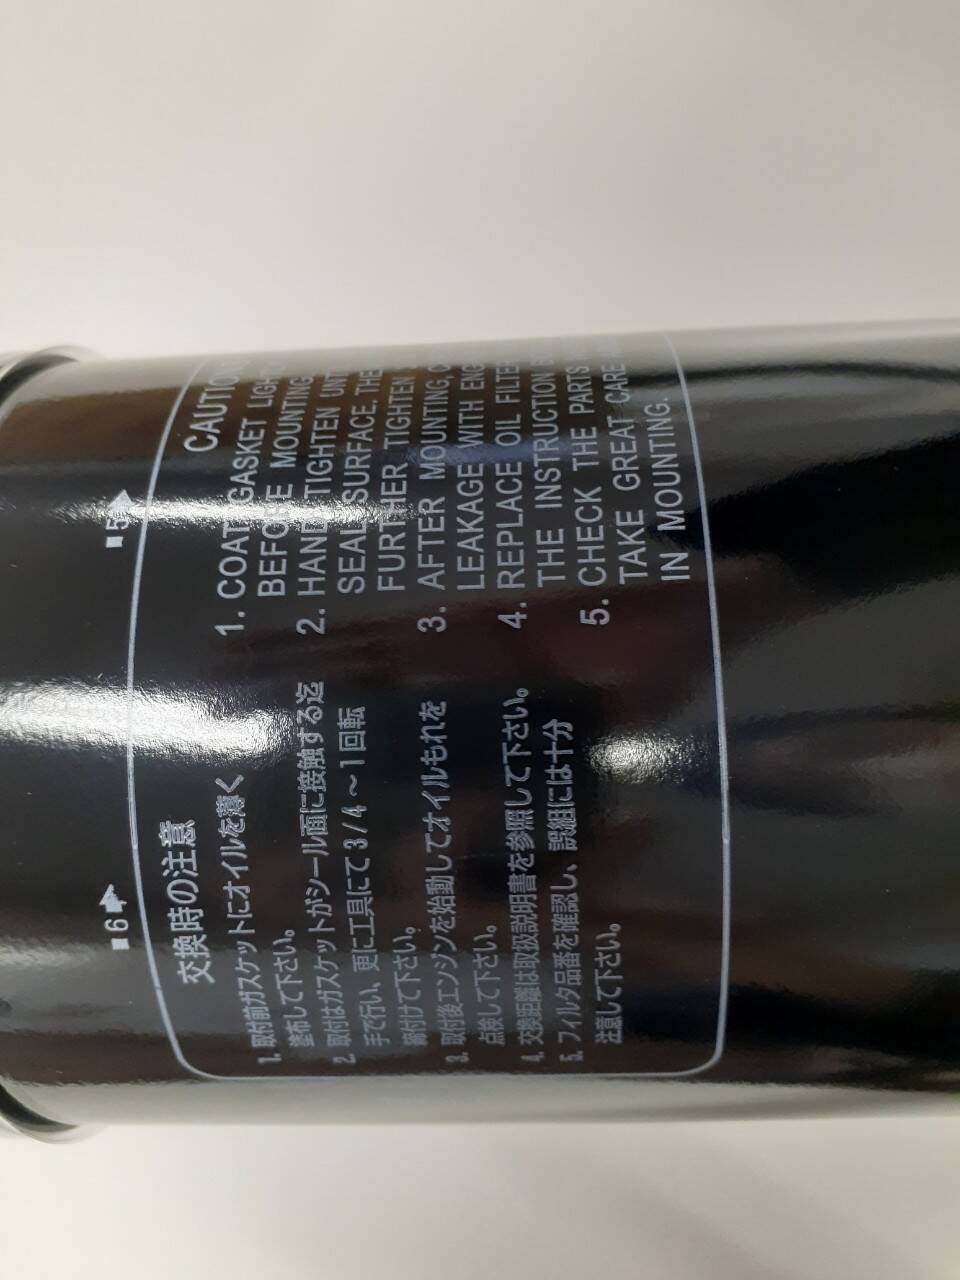 ■6
■5
交換時の注意
1. 取付前ガスケットにオイルを薄く
塗布して下さい。
2. 取付はガスケットがシール面に接触する迄
手で行い、更に工具にて3/4～1回転
締付けて下さい。
3. 取付後エンジンを始動してオイルもれを
点検して下さい。
4. 交換距離は取扱説明書を参照して下さい。
5. フィルタ品番を確認し、誤組には十分
注意して下さい。
CAUTION
1. COAT GASKET
BEFORE MOUNTING
2. HAND TIGHTEN
SEAL SURFACE,
FURTHER TIGHTEN
3. AFTER MOUNTING,
LEAKAGE WITH
4. REPLACE OIL FILTER
THE INSTRUCTION
5. CHECK THE PARTS
TAKE GREAT CARE
IN MOUNTING.